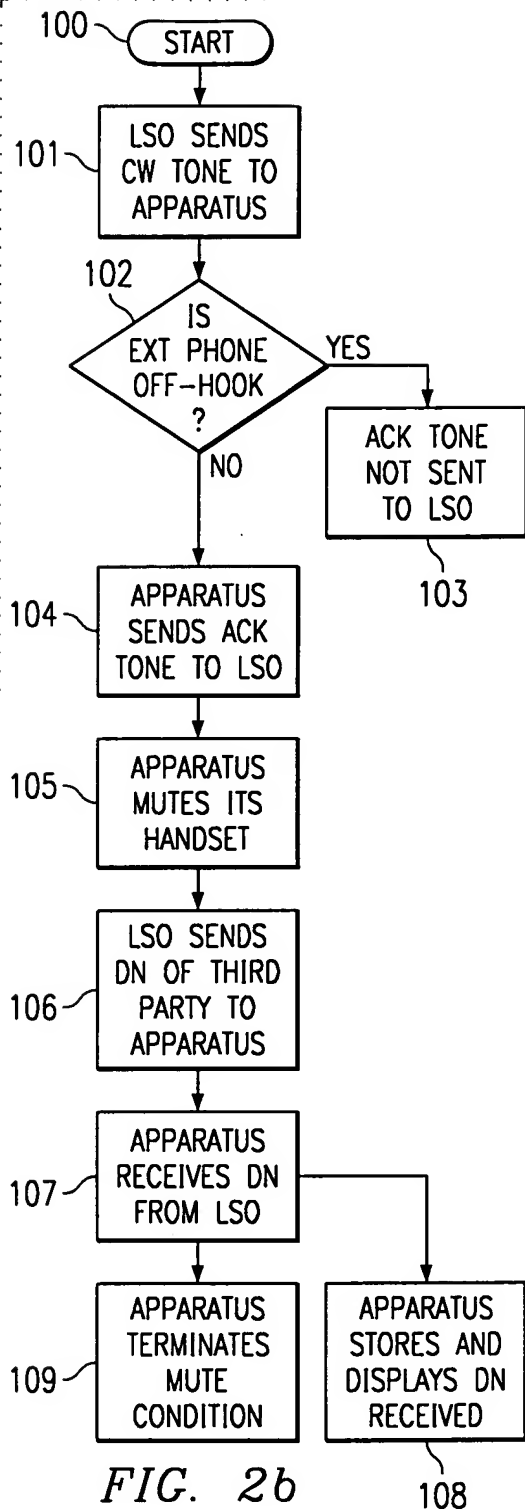 100
START
101
LSO SENDS
CW TONE TO
APPARATUS
102
IS
EXT PHONE
OFF-HOOK
?
YES
NO
ACK TONE
NOT SENT
TO LSO
103
104
APPARATUS
SENDS ACK
TONE TO LSO
105
APPARATUS
MUTES ITS
HANDSET
106
LSO SENDS
DN OF THIRD
PARTY TO
APPARATUS
107
APPARATUS
RECEIVES DN
FROM LSO
109
APPARATUS
TERMINATES
MUTE
CONDITION
APPARATUS
STORES AND
DISPLAYS DN
RECEIVED
108
FIG. 2b